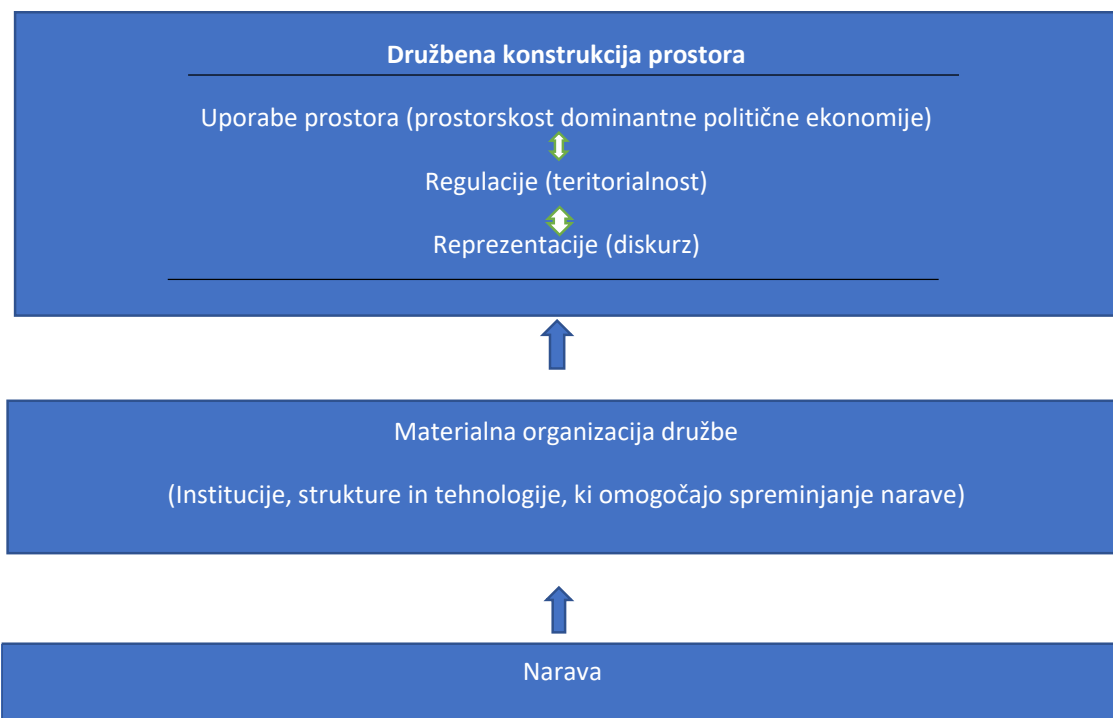 Družbena konstrukcija prostora
Uporabe prostora (prostorskost dominantne politične ekonomije)
Regulacije (teritorialnost)
Reprezentacije (diskurz)
Materialna organizacija družbe
(Institucije, strukture in tehnologije, ki omogočajo spreminjanje narave)
Narava